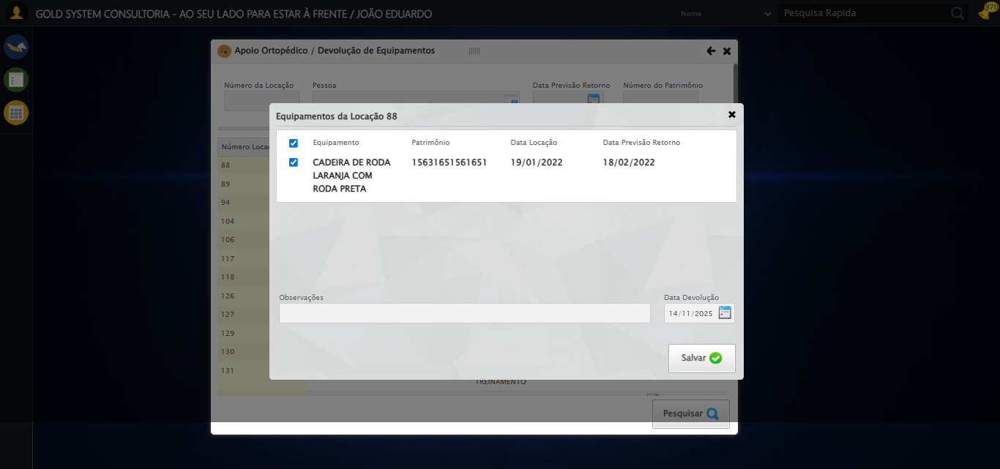 GOLD SYSTEM CONSULTORIA - AO SEU LADO PARA ESTAR À FRENTE / JOÃO EDUARDO
Nome
Pesquisa Rapida
970
Apoio Ortopédico / Devolução de Equipamentos
Número da Locação Pessoa Data Previsão Retorno Número do Patrimônio
Equipamentos da Locação 88
Equipamento Patrimônio Data Locação Data Previsão Retorno
CADEIRA DE RODA LARANJA COM RODA PRETA 15631651561651 19/01/2022 18/02/2022
Número Loca
88
89
94
104
106
117
118
126
127
129
130
131
Observações Data Devolução
14/11/2025
Salvar
TREINAMENTO
Pesquisar